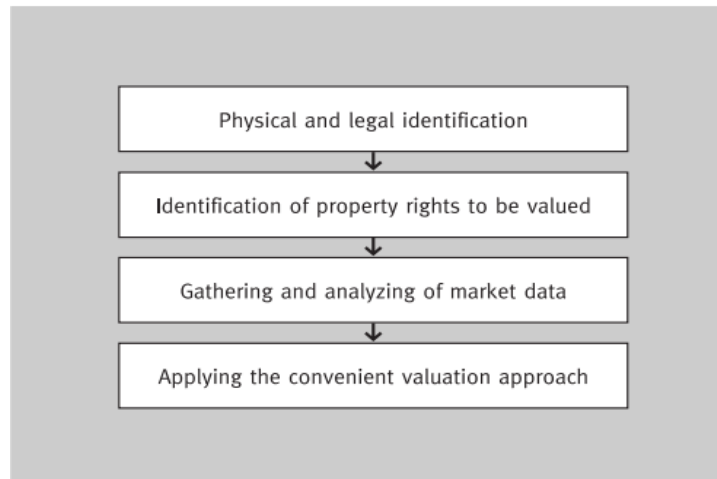 Physical and legal identification
Identification of property rights to be valued
Gathering and analyzing of market data
Applying the convenient valuation approach